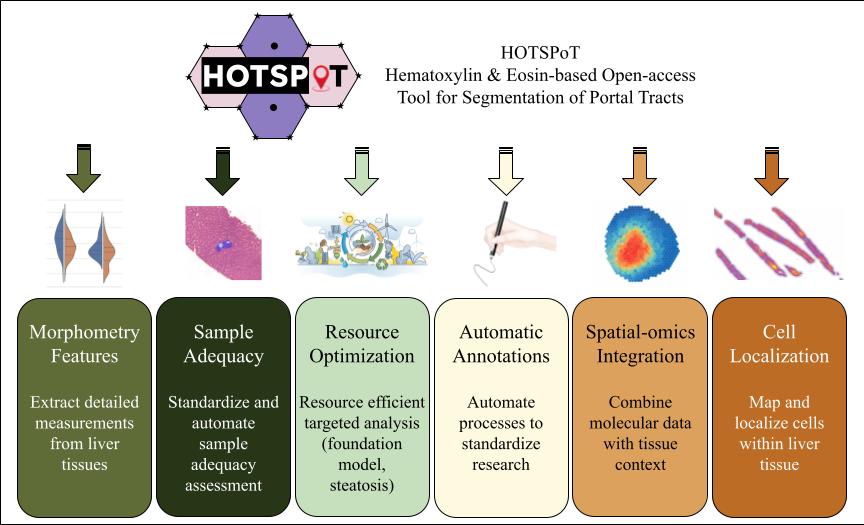 HOTSPOT
HOTSPoT
Hematoxylin & Eosin-based Open-access
Tool for Segmentation of Portal Tracts
Morphometry
Features
Extract detailed
measurements
from liver
tissues
Sample
Adequacy
Standardize and
automate
sample
adequacy
assessment
Resource
Optimization
Resource efficient
targeted analysis
(foundation
model,
steatosis)
Automatic
Annotations
Automate
processes to
standardize
research
Spatial-omics
Integration
Combine
molecular data
with tissue
context
Cell
Localization
Map and
localize cells
within liver
tissue